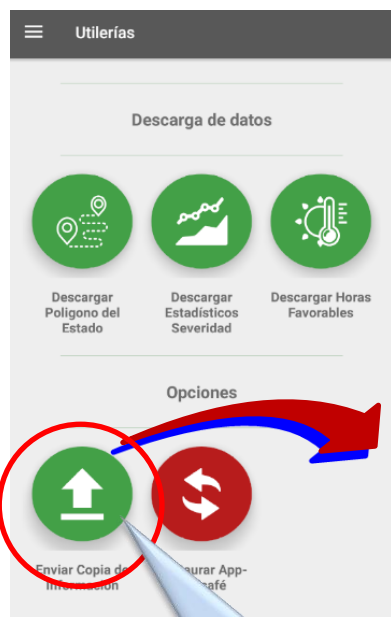 Utilerías
Descarga de datos
Descargar
Poligono del
Estado
Descargar
Estadísticos
Severidad
Descargar Horas
Favorables
Opciones
Enviar Copia de
Información
App-